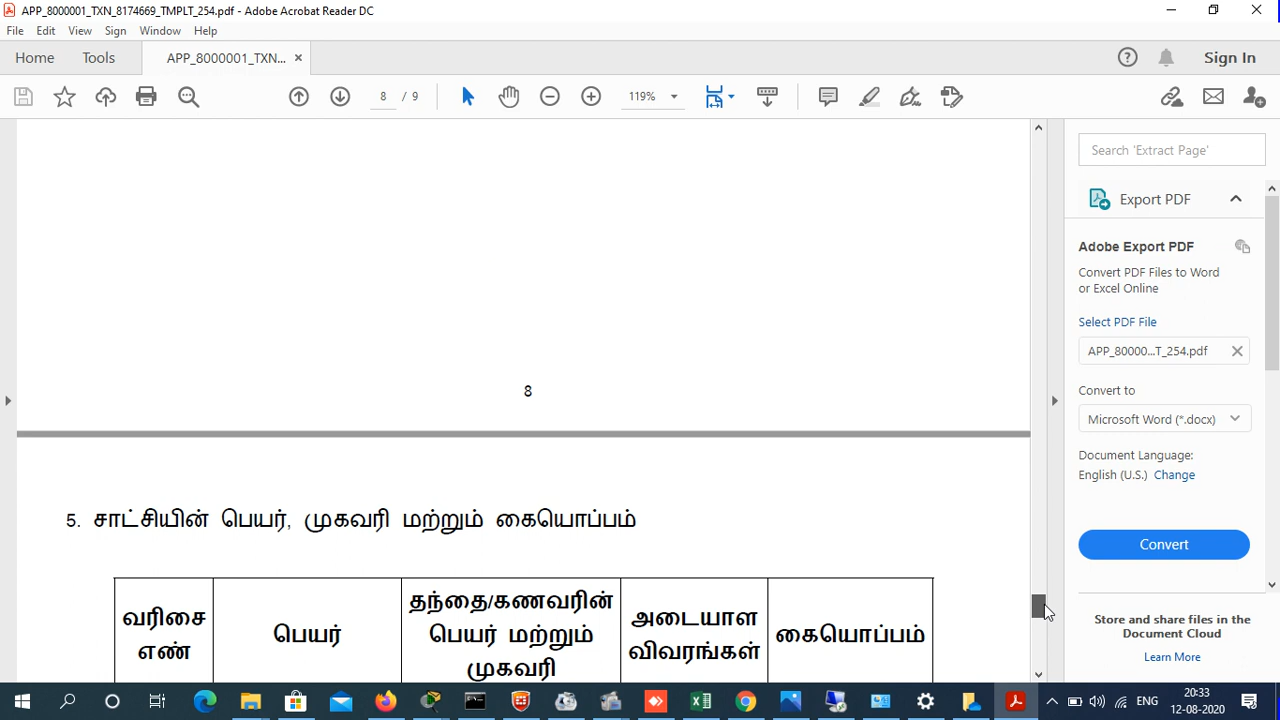 APP_8000001_TXN_8174669_TMPLT_254.pdf - Adobe Acrobat Reader DC
File Edit View Sign Window Help
Home Tools APP_8000001_TXN... × Sign In
8 / 9 119%
8
5. சாட்சியின் பெயர், முகவரி மற்றும் கையொப்பம்
வரிசை எண்
பெயர்
தந்தை/கணவரின் பெயர் மற்றும் முகவரி
அடையாள விவரங்கள்
கையொப்பம்
Search 'Extract Page'
Export PDF
Adobe Export PDF
Convert PDF Files to Word
or Excel Online
Select PDF File
APP_80000...T_254.pdf
Convert to
Microsoft Word (*.docx)
Document Language:
English (U.S.) Change
Convert
Store and share files in the
Document Cloud
Learn More
ENG
20:33
12-08-2020